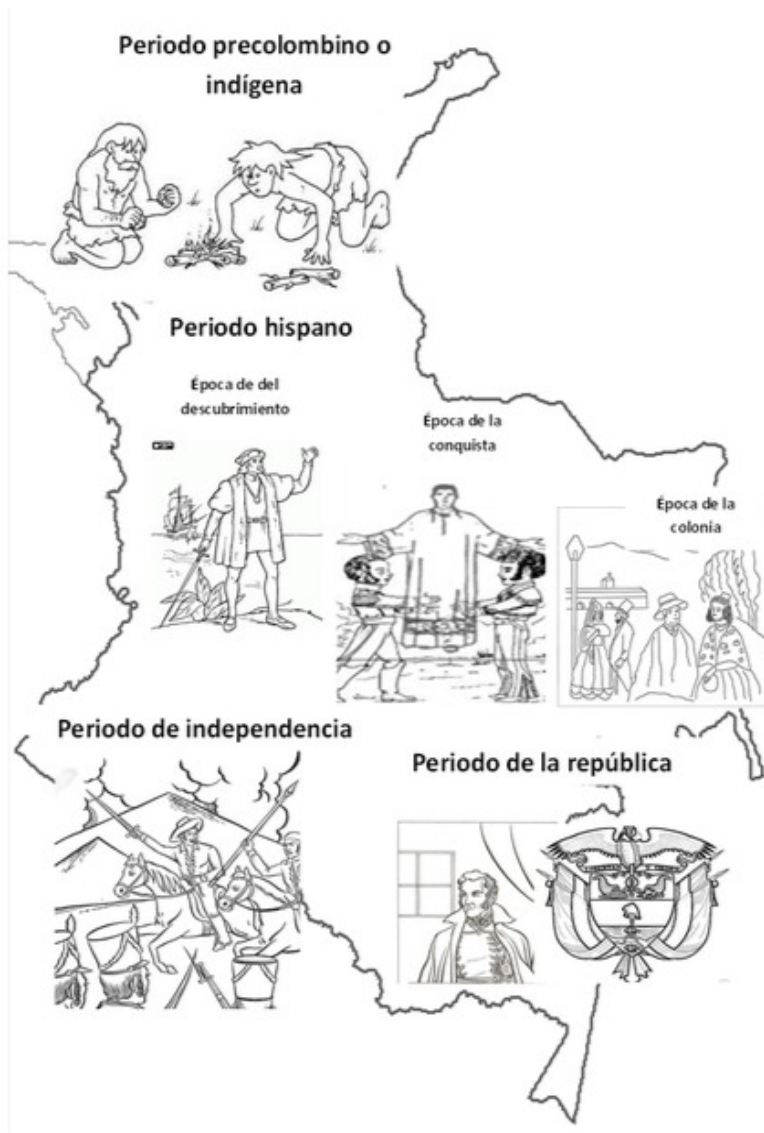 Periodo precolombino o
indígena
Periodo hispano
Época de del
descubrimiento
Época de la
conquista
Época de la
colonia
Periodo de independencia
Periodo de la república